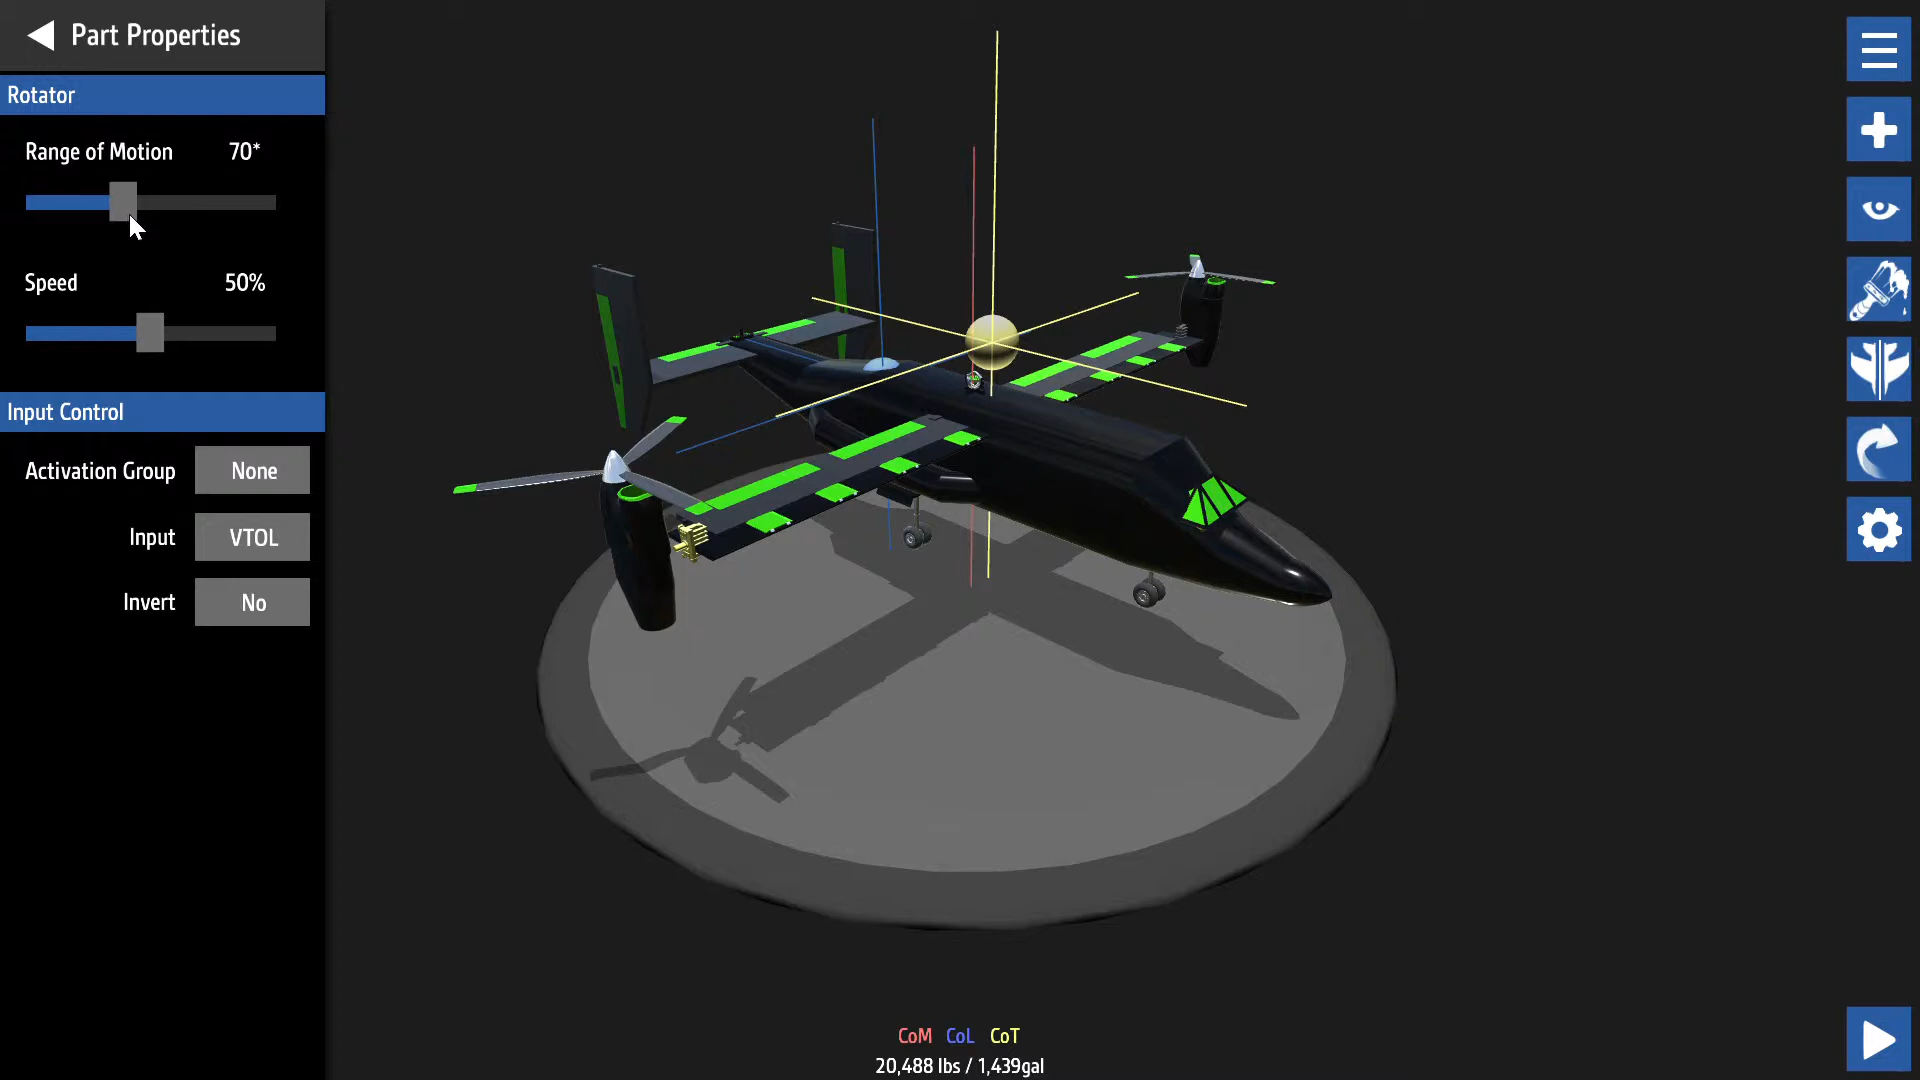 Part Properties
Rotator
Range of Motion 70*
Speed 50%
Input Control
Activation Group None
Input VTOL
Invert No
CoM CoL CoT
20,488 lbs / 1,439gal